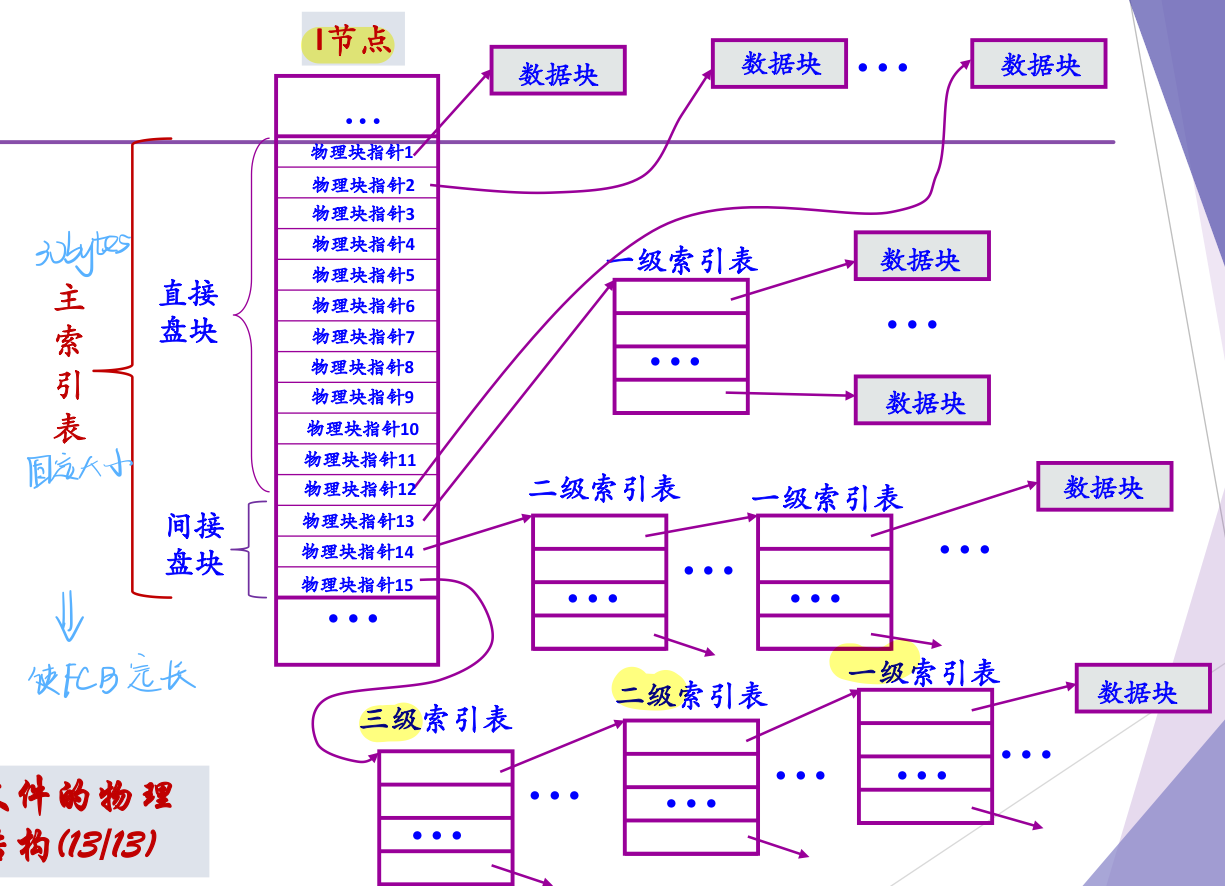 I节点
数据块
数据块
•••
数据块
•••
物理块指针1
物理块指针2
物理块指针3
物理块指针4
物理块指针5
物理块指针6
物理块指针7
物理块指针8
物理块指针9
物理块指针10
物理块指针11
物理块指针12
物理块指针13
物理块指针14
物理块指针15
•••
30bytes
主索引表
固定大小
使FCB定长
直接
盘块
间接
盘块
一级索引表
•••
数据块
•••
数据块
二级索引表
•••
•••
一级索引表
•••
数据块
•••
三级索引表
•••
•••
二级索引表
•••
•••
一级索引表
•••
数据块
•••
件的物理
构(13/13)